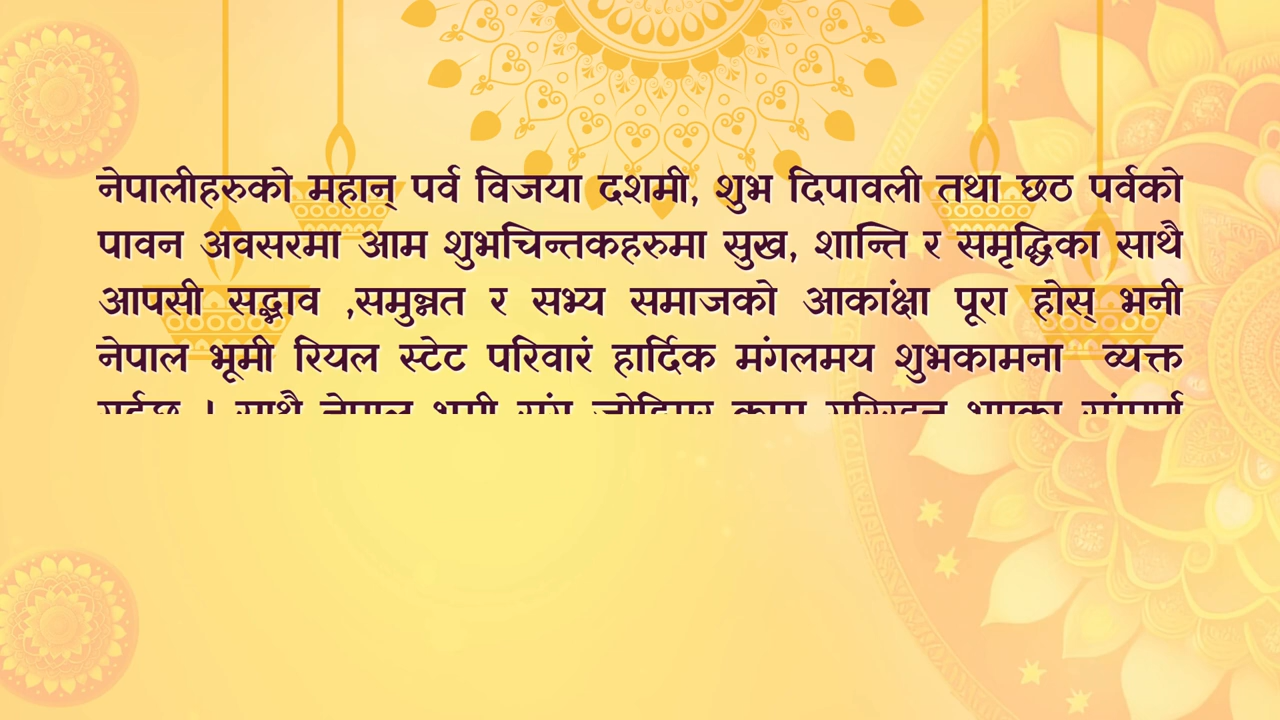 नेपालीहरुको महान् पर्व विजया दशमी, शुभ दिपावली तथा छठ पर्वको
पावन अवसरमा आम शुभचिन्तकहरुमा सुख, शान्ति र समृद्धिका साथै
आपसी सद्भाव ,समुन्नत र सभ्य समाजको आकांक्षा पूरा होस् भनी
नेपाल भूमी रियल स्टेट परिवारं हार्दिक मंगलमय शुभकामना व्यक्त